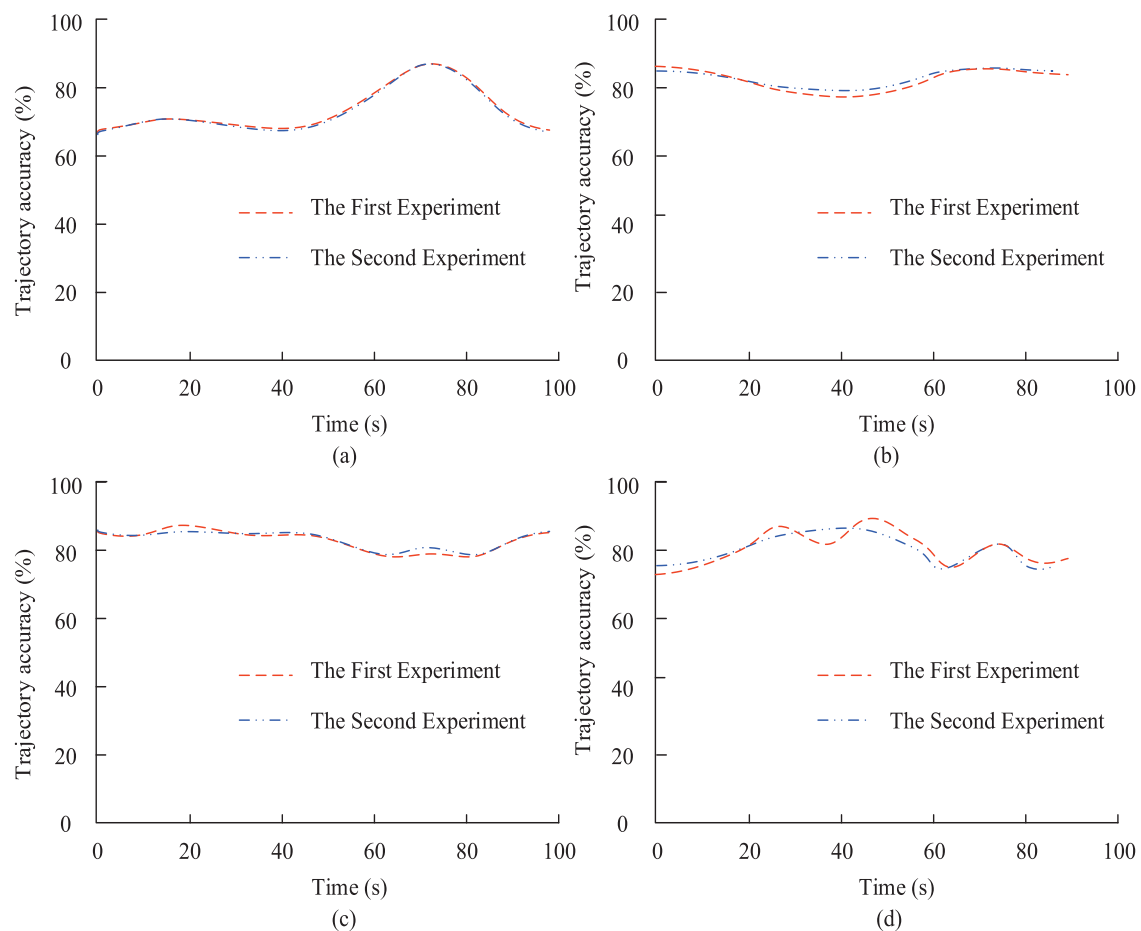 100
80
60
40
20
0
Trajectory accuracy (%)
The First Experiment
The Second Experiment
0 20 40 60 80 100
Time (s)
(a)
100
80
60
40
20
0
Trajectory accuracy (%)
The First Experiment
The Second Experiment
0 20 40 60 80 100
Time (s)
(b)
100
80
60
40
20
0
Trajectory accuracy (%)
The First Experiment
The Second Experiment
0 20 40 60 80 100
Time (s)
(c)
100
80
60
40
20
0
Trajectory accuracy (%)
The First Experiment
The Second Experiment
0 20 40 60 80 100
Time (s)
(d)